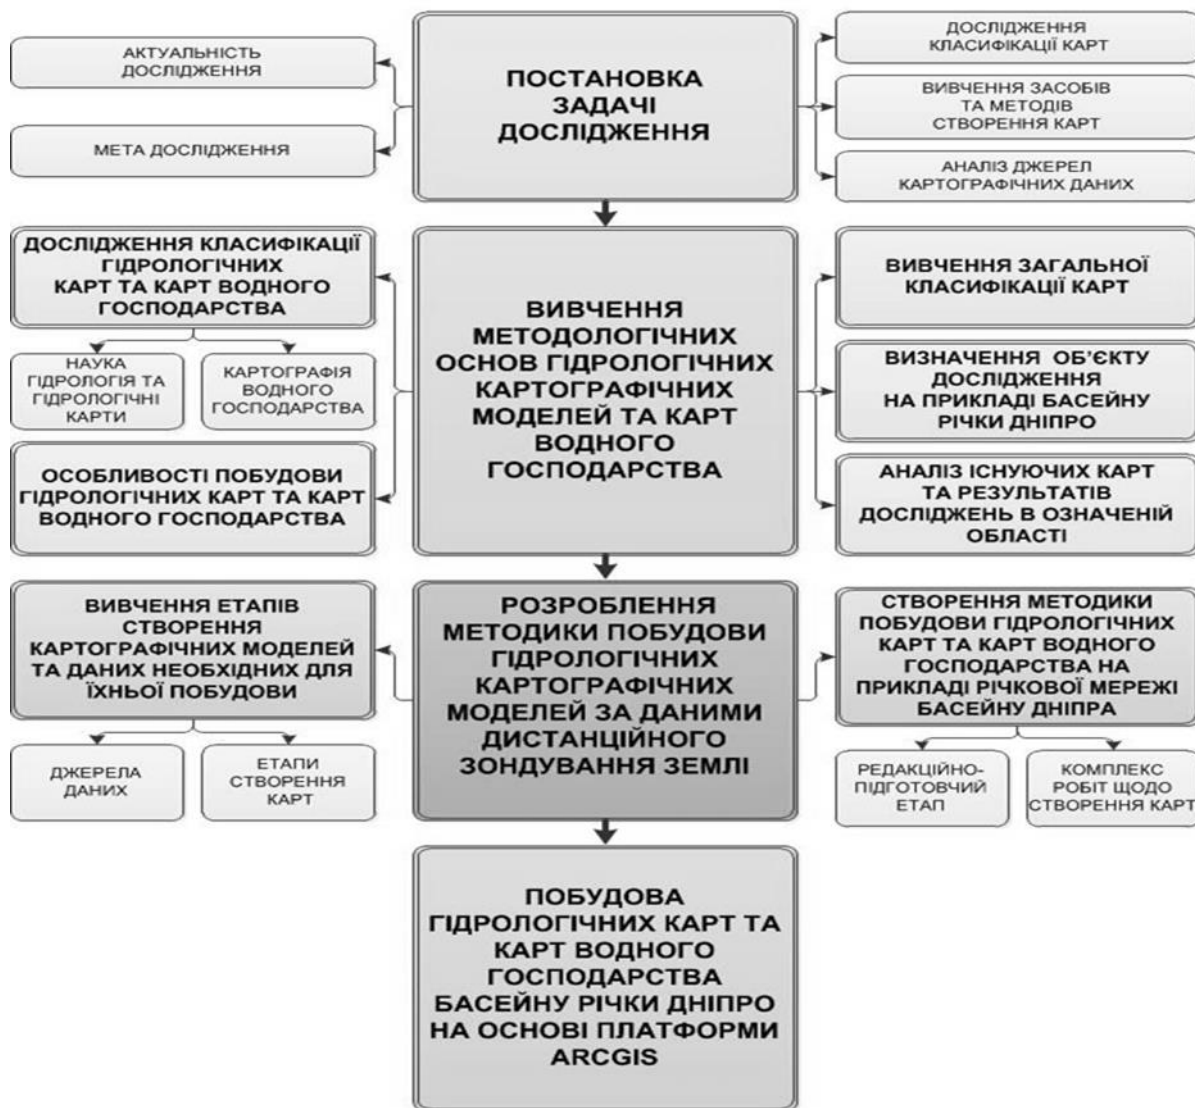 АКТУАЛЬНІСТЬ
ДОСЛІДЖЕННЯ
МЕТА ДОСЛІДЖЕННЯ
ПОСТАНОВКА
ЗАДАЧІ
ДОСЛІДЖЕННЯ
ДОСЛІДЖЕННЯ
КЛАСИФІКАЦІЇ КАРТ
ВИВЧЕННЯ ЗАСОБІВ
ТА МЕТОДІВ
СТВОРЕННЯ КАРТ
АНАЛІЗ ДЖЕРЕЛ
КАРТОГРАФІЧНИХ ДАНИХ
ДОСЛІДЖЕННЯ КЛАСИФІКАЦІЇ
ГІДРОЛОГІЧНИХ
КАРТ ТА КАРТ ВОДНОГО
ГОСПОДАРСТВА
НАУКА
ГІДРОЛОГІЯ ТА
ГІДРОЛОГІЧНІ
КАРТИ
КАРТОГРАФІЯ
ВОДНОГО
ГОСПОДАРСТВА
ОСОБЛИВОСТІ ПОБУДОВИ
ГІДРОЛОГІЧНИХ КАРТ ТА КАРТ
ВОДНОГО ГОСПОДАРСТВА
ВИВЧЕННЯ
МЕТОДОЛОГІЧНИХ
ОСНОВ ГІДРОЛОГІЧНИХ
КАРТОГРАФІЧНИХ
МОДЕЛЕЙ ТА КАРТ
ВОДНОГО
ГОСПОДАРСТВА
ВИВЧЕННЯ ЗАГАЛЬНОЇ
КЛАСИФІКАЦІЇ КАРТ
ВИЗНАЧЕННЯ ОБ’ЄКТУ
ДОСЛІДЖЕННЯ
НА ПРИКЛАДІ БАСЕЙНУ
РІЧКИ ДНІПРО
АНАЛІЗ ІСНУЮЧИХ КАРТ
ТА РЕЗУЛЬТАТІВ
ДОСЛІДЖЕНЬ В ОЗНАЧЕНІЙ
ОБЛАСТІ
ВИВЧЕННЯ ЕТАПІВ
СТВОРЕННЯ
КАРТОГРАФІЧНИХ МОДЕЛЕЙ
ТА ДАНИХ НЕОБХІДНИХ ДЛЯ
ЇХНЬОЇ ПОБУДОВИ
ДЖЕРЕЛА
ДАНИХ
ЕТАПИ
СТВОРЕННЯ
КАРТ
РОЗРОБЛЕННЯ
МЕТОДИКИ ПОБУДОВИ
ГІДРОЛОГІЧНИХ
КАРТОГРАФІЧНИХ
МОДЕЛЕЙ ЗА ДАНИМИ
ДИСТАНЦІЙНОГО
ЗОНДУВАННЯ ЗЕМЛІ
СТВОРЕННЯ МЕТОДИКИ
ПОБУДОВИ ГІДРОЛОГІЧНИХ
КАРТ ТА КАРТ ВОДНОГО
ГОСПОДАРСТВА НА
ПРИКЛАДІ РІЧКОВОЇ МЕРЕЖІ
БАСЕЙНУ ДНІПРА
РЕДАКЦІЙНО-
ПІДГОТОВЧИЙ
ЕТАП
КОМПЛЕКС
РОБІТ ЩОДО
СТВОРЕННЯ КАРТ
ПОБУДОВА
ГІДРОЛОГІЧНИХ КАРТ ТА
КАРТ ВОДНОГО
ГОСПОДАРСТВА
БАСЕЙНУ РІЧКИ ДНІПРО
НА ОСНОВІ ПЛАТФОРМИ
ARCGIS